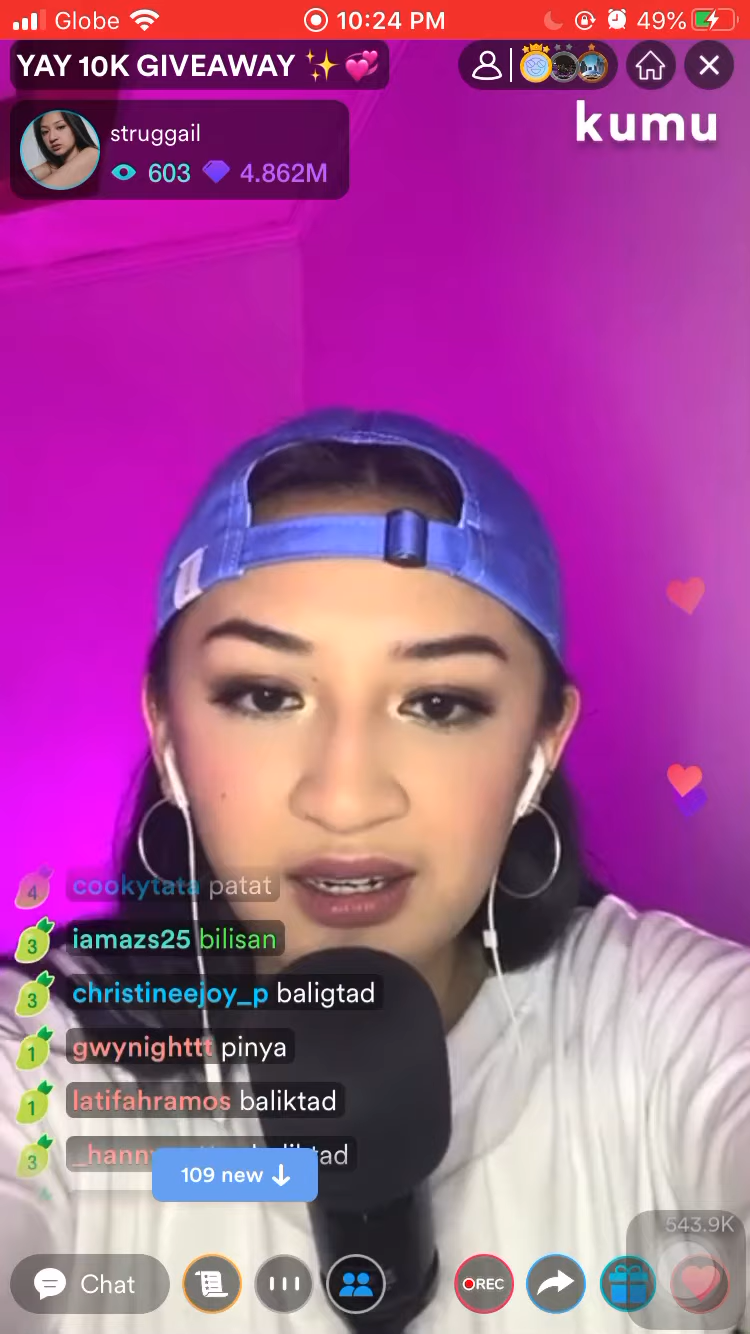 Globe 10:24 PM 49%
YAY 10K GIVEAWAY ✨💞
kumu
struggail
603 4.862M
4 cookytata patat
3 iamazs25 bilisan
3 christineejoy_p baligtad
1 gwynighttt pinya
1 latifahramos baliktad
3
109 new ↓
543.9K
Chat REC